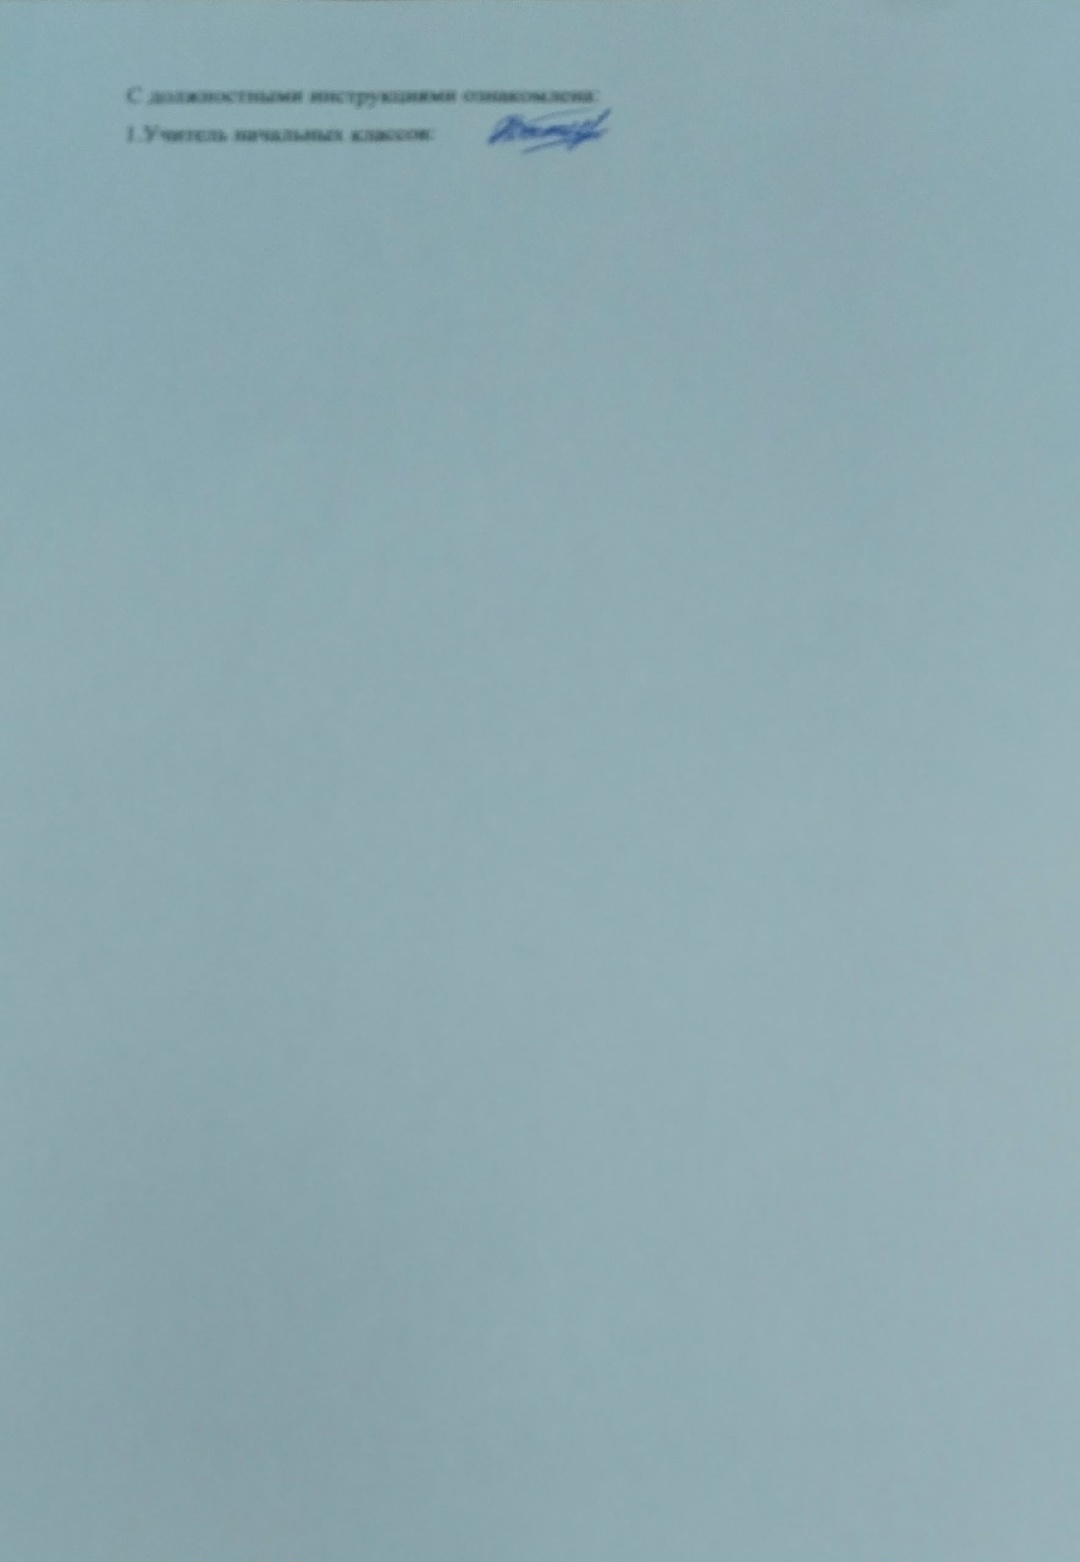 С должностными инструкциями ознакомлена:
1.Учитель начальных классов: